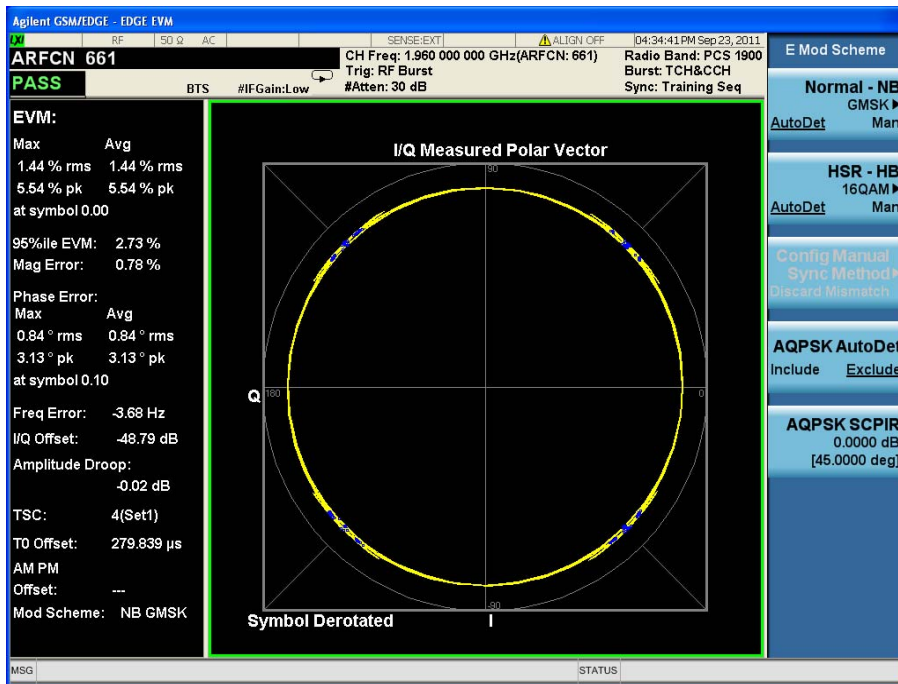 Agilent GSM/EDGE - EDGE EVM
LXI RF 50 Ω AC SENSE:EXT ALIGN OFF 04:34:41 PM Sep 23, 2011
ARFCN 661
CH Freq: 1.960 000 000 GHz(ARFCN: 661)
Radio Band: PCS 1900
Trig: RF Burst
Burst: TCH&CCH
PASS
BTS
#IFGain:Low
#Atten: 30 dB
Sync: Training Seq
EVM:
Max Avg
1.44 % rms 1.44 % rms
5.54 % pk 5.54 % pk
at symbol 0.00
95%ile EVM: 2.73 %
Mag Error: 0.78 %
Phase Error:
Max Avg
0.84 ° rms 0.84 ° rms
3.13 ° pk 3.13 ° pk
at symbol 0.10
Freq Error: -3.68 Hz
I/Q Offset: -48.79 dB
Amplitude Droop:
-0.02 dB
TSC: 4(Set1)
T0 Offset: 279.839 µs
AM PM
Offset: ---
Mod Scheme: NB GMSK
I/Q Measured Polar Vector
90
Q
180
0
-90
Symbol Derotated
I
E Mod Scheme
Normal - NB
GMSK
AutoDet Man
HSR - HB
16QAM
AutoDet Man
Config Manual
Sync Method
Discard Mismatch
AQPSK AutoDet
Include Exclude
AQPSK SCPIR
0.0000 dB
[45.0000 deg]
MSG
STATUS